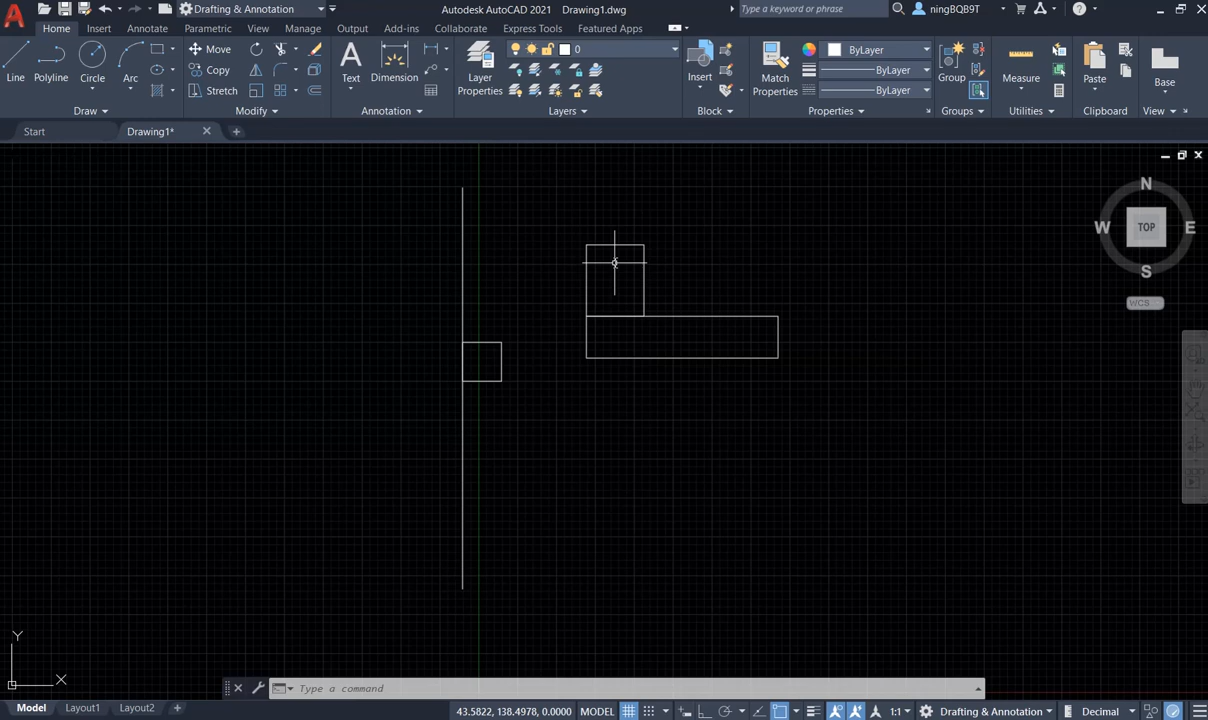 Drafting & Annotation
Autodesk AutoCAD 2021 Drawing1.dwg
Type a keyword or phrase
ningBQB9T
Home Insert Annotate Parametric View Manage Output Add-ins Collaborate Express Tools Featured Apps
Line
Polyline
Circle
Arc
Move
Copy
Stretch
Text
Dimension
Layer
Properties
0
Insert
Match
Properties
ByLayer
ByLayer
ByLayer
Group
Measure
Paste
Base
Draw
Modify
Annotation
Layers
Block
Properties
Groups
Utilities
Clipboard
View
Start
Drawing1*
N
W
TOP
E
S
WCS
Y
X
Type a command
Model
Layout1
Layout2
43.5822, 138.4978, 0.0000
MODEL
1:1
Drafting & Annotation
Decimal